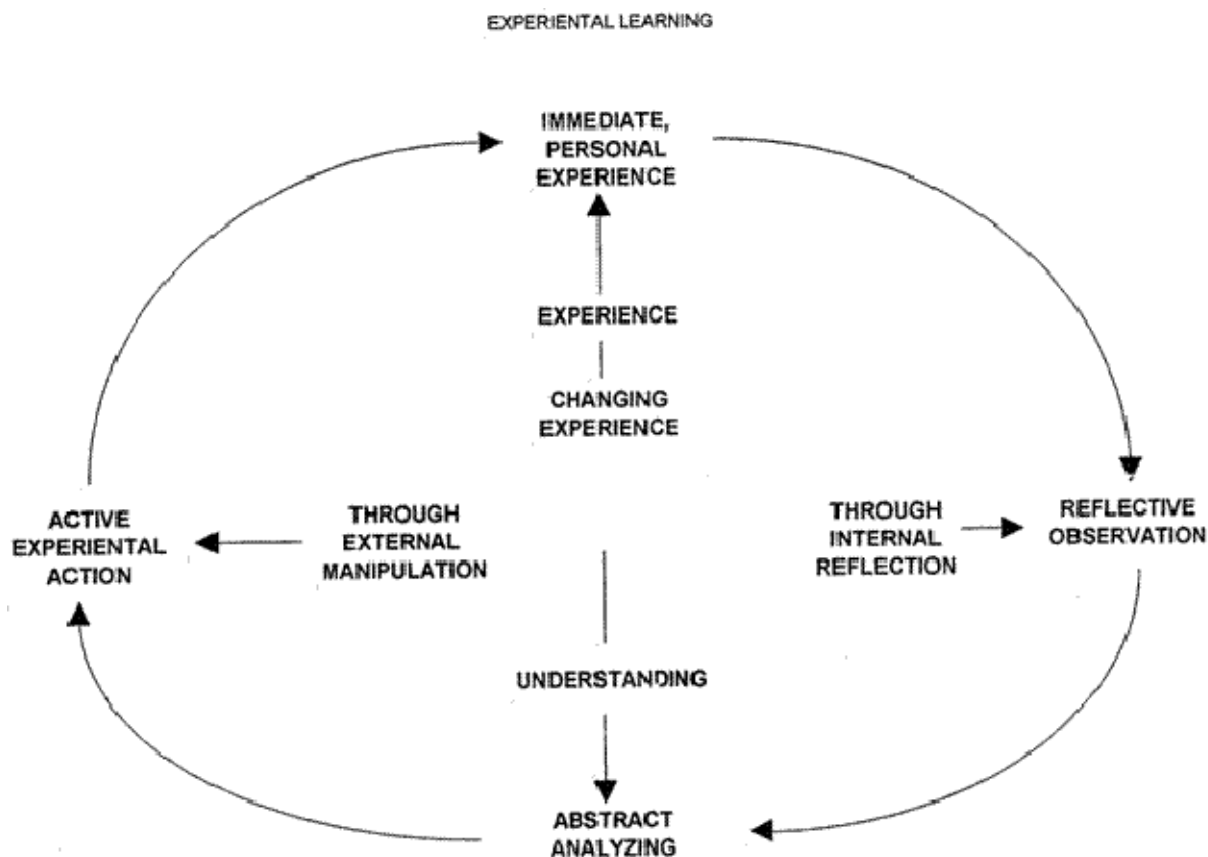 EXPERIENTAL LEARNING
IMMEDIATE,
PERSONAL
EXPERIENCE
EXPERIENCE
CHANGING
EXPERIENCE
ACTIVE
EXPERIENTAL
ACTION
THROUGH
EXTERNAL
MANIPULATION
THROUGH
INTERNAL
REFLECTION
REFLECTIVE
OBSERVATION
UNDERSTANDING
ABSTRACT
ANALYZING